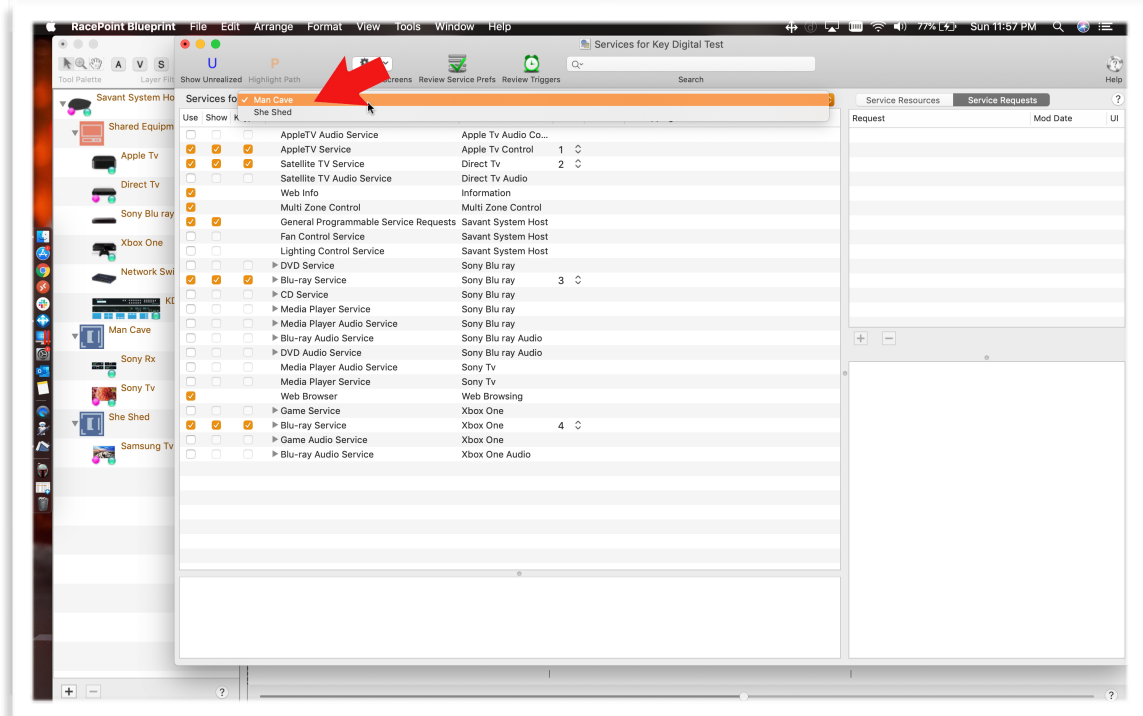 RacePoint Blueprint File Edit Arrange Format View Tools Window Help 77% Sun 11:57 PM
Services for Key Digital Test
A V S
U
P
Tool Palette Layer Filt Show Unrealized Highlight Path creens Review Service Prefs Review Triggers Search Help
Savant System Ho
Shared Equipm
Apple Tv
Direct Tv
Sony Blu ray
Xbox One
Network Swi
KD
Man Cave
Sony Rx
Sony Tv
She Shed
Samsung Tv
Services fo
✓ Man Cave
She Shed
Use Show K
AppleTV Audio Service Apple Tv Audio Co...
AppleTV Service Apple Tv Control 1
Satellite TV Service Direct Tv 2
Satellite TV Audio Service Direct Tv Audio
Web Info Information
Multi Zone Control Multi Zone Control
General Programmable Service Requests Savant System Host
Fan Control Service Savant System Host
Lighting Control Service Savant System Host
DVD Service Sony Blu ray
Blu-ray Service Sony Blu ray 3
CD Service Sony Blu ray
Media Player Service Sony Blu ray
Media Player Audio Service Sony Blu ray
Blu-ray Audio Service Sony Blu ray Audio
DVD Audio Service Sony Blu ray Audio
Media Player Audio Service Sony Tv
Media Player Service Sony Tv
Web Browser Web Browsing
Game Service Xbox One
Blu-ray Service Xbox One 4
Game Audio Service Xbox One
Blu-ray Audio Service Xbox One Audio
Service Resources Service Requests ?
Request Mod Date UI
+ −
+ − ?
?